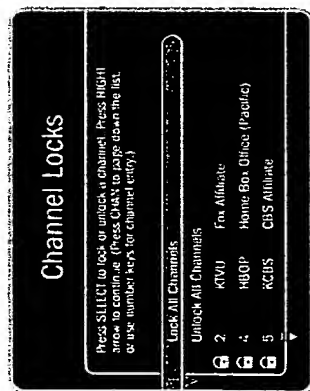 Channel Locks
Press SELECT to lock or unlock a channel. Press RIGHT
arrow to continue. (Press CHAN to page down the list,
or use number keys for channel entry.)
Lock All Channels
Unlock All Channels
2 KTVU Fox Affiliate
4 HBOP Home Box Office (Pacific)
5 KCBS CBS Affiliate